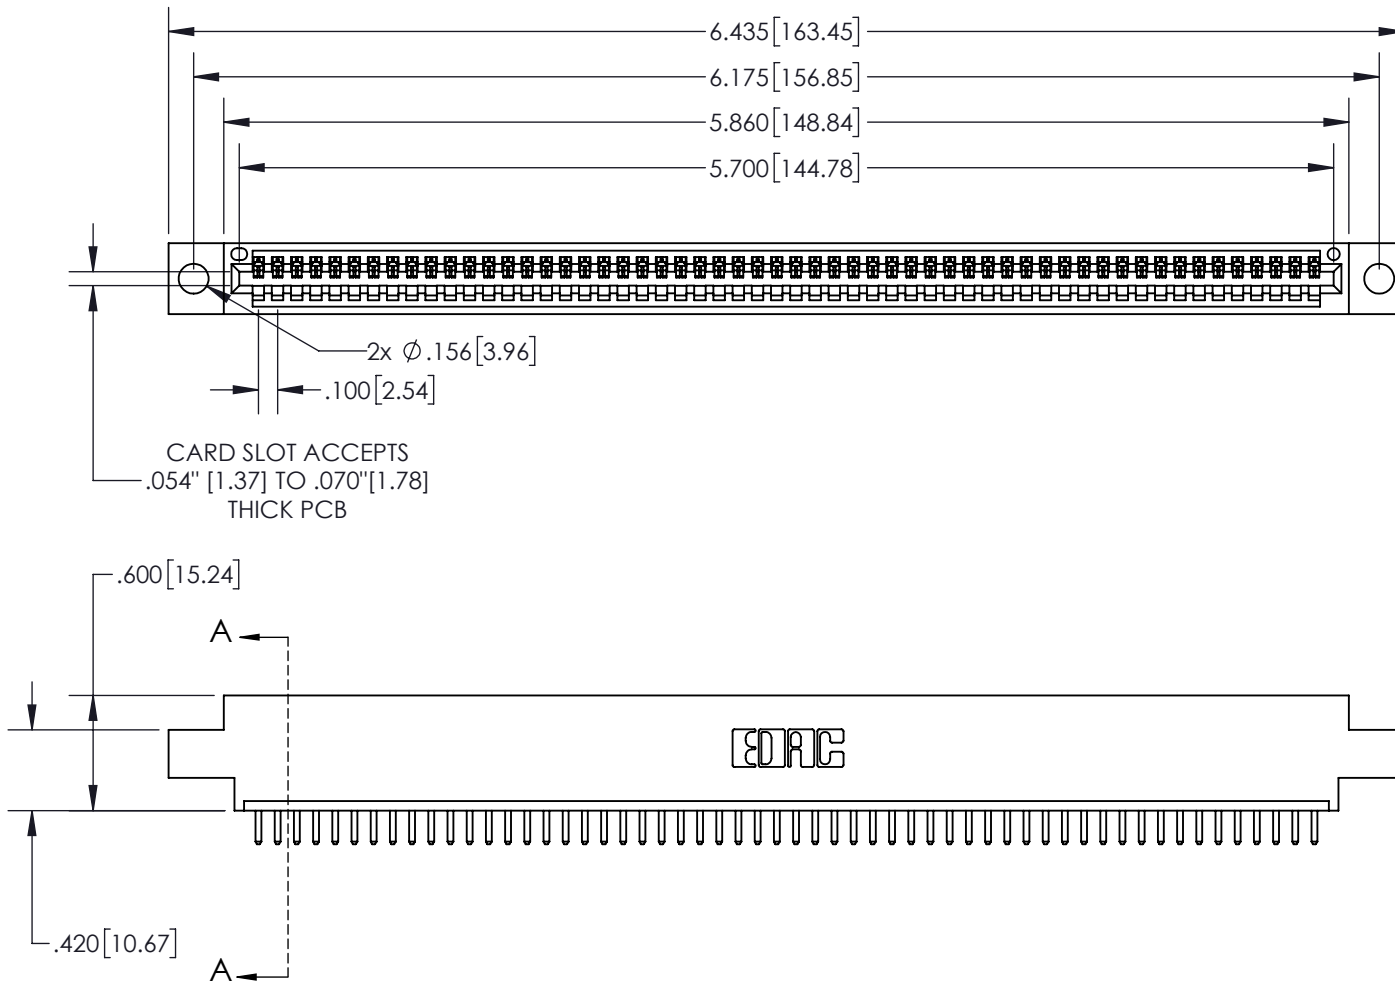 6.435[163.45]
6.175[156.85]
5.860[148.84]
5.700[144.78]
2x Ø.156[3.96]
.100[2.54]
CARD SLOT ACCEPTS
.054" [1.37] TO .070"[1.78]
THICK PCB
.600[15.24]
A
EDAC
.420[10.67]
A